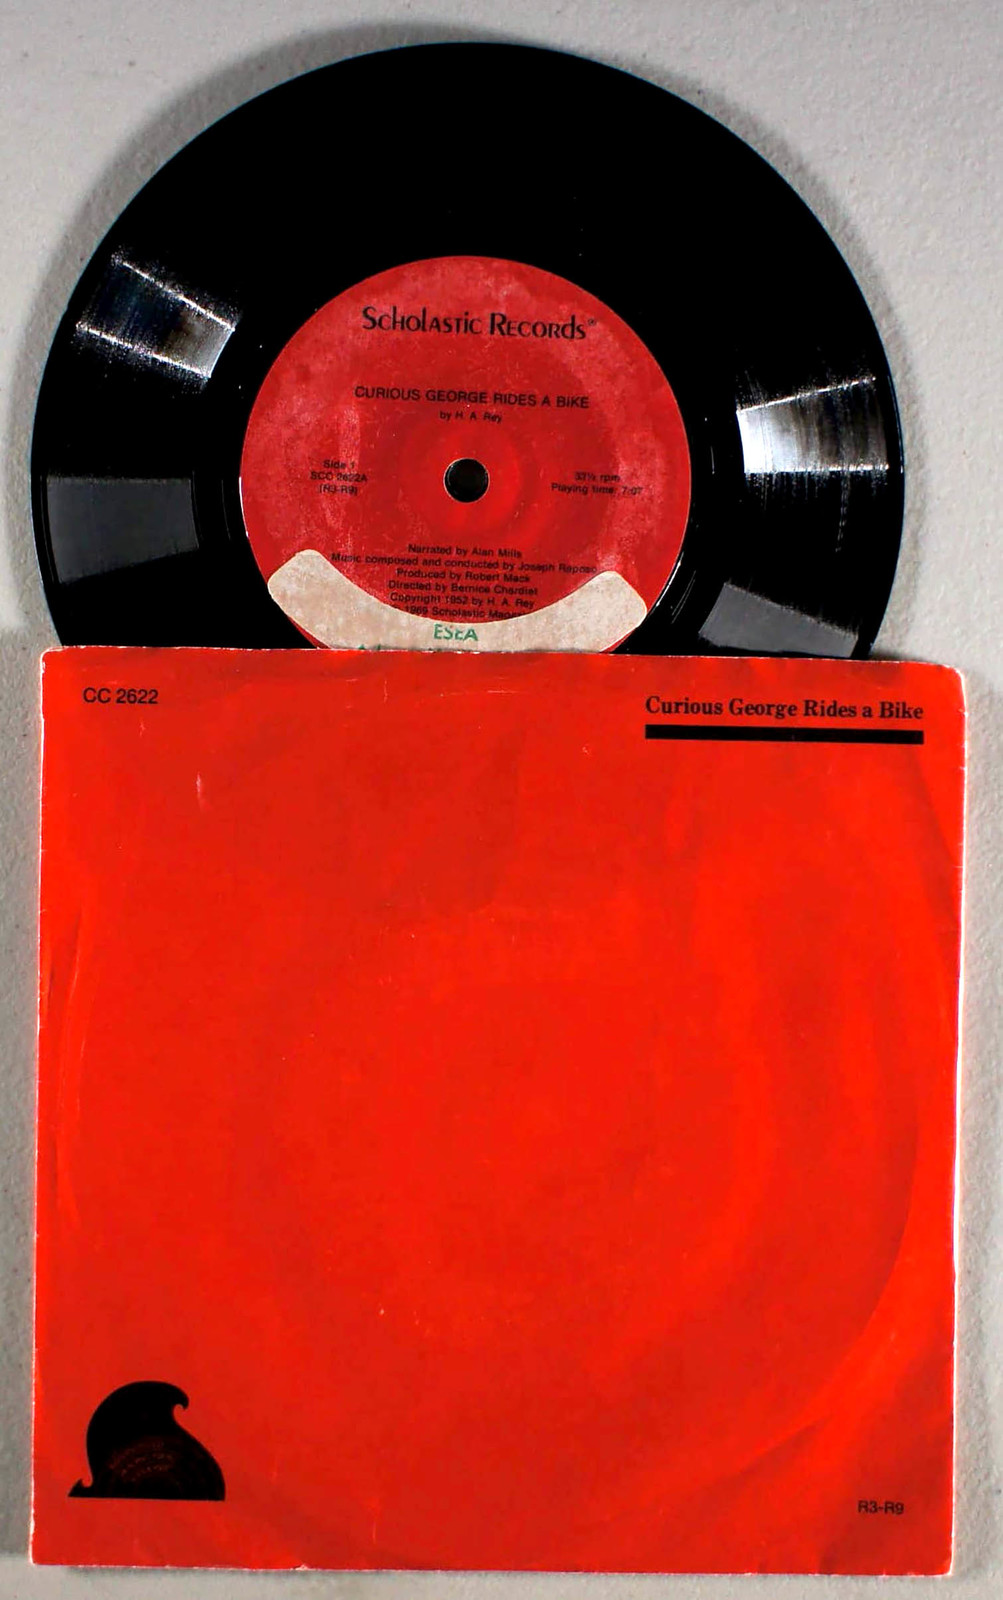 Scholastic Records®
CURIOUS GEORGE RIDES A BIKE
by H. A. Rey
Side 1
SCC 2622A
(R3-R9)
33⅓ rpm
Playing time: 7:07
Narrated by Alan Mills
Music composed and conducted by Joseph Raposo
Produced by Robert Mack
Directed by Bernice Chardiet
Copyright 1952 by H. A. Rey
1969 Scholastic
ESEA
CC 2622
Curious George Rides a Bike
R3-R9